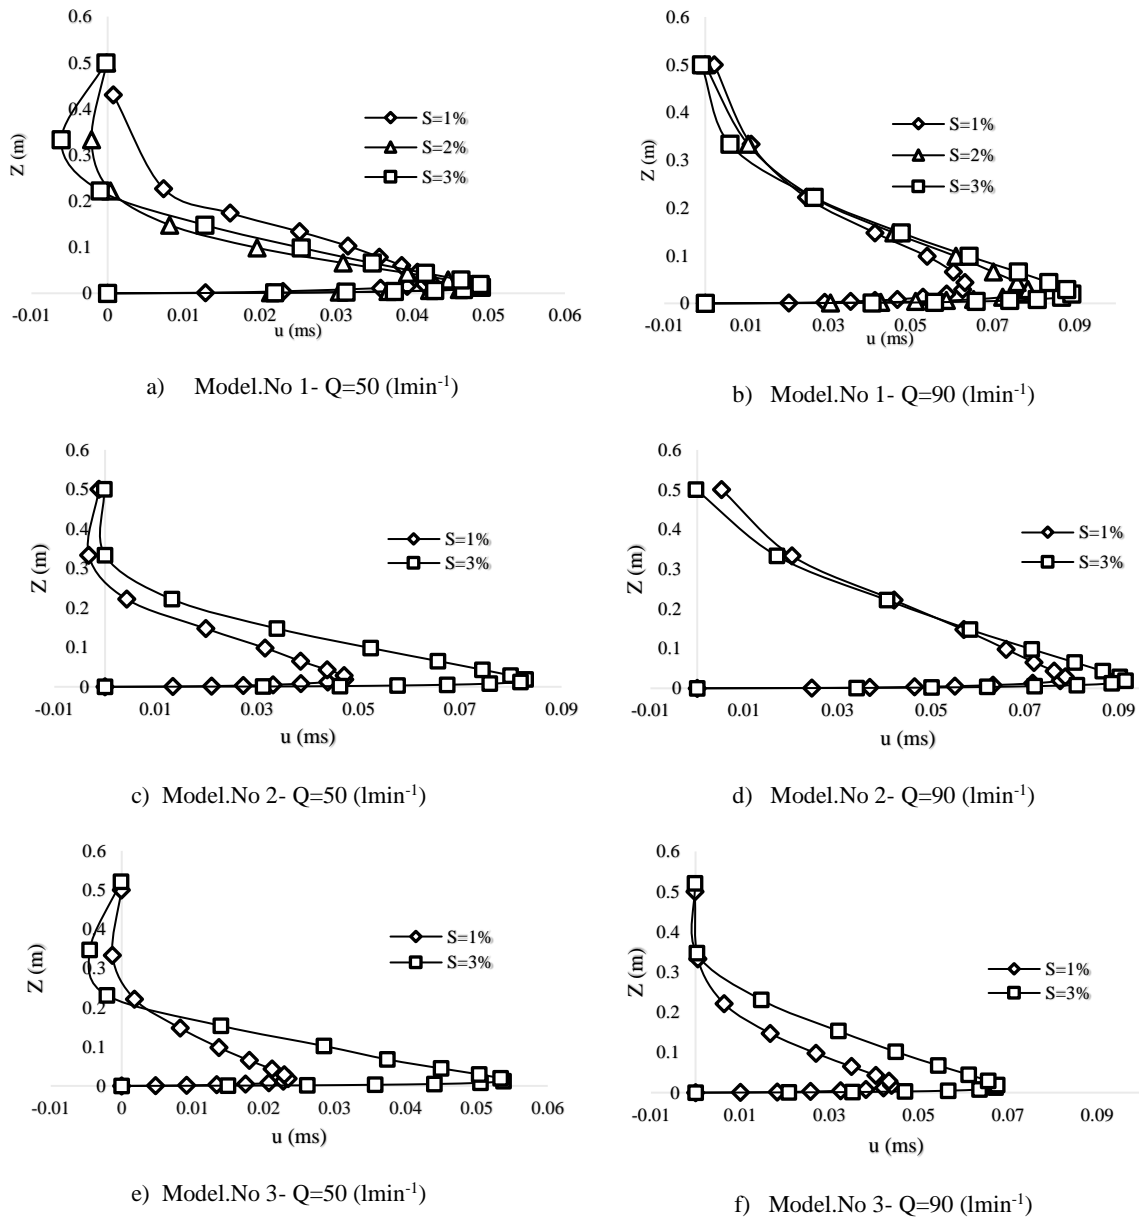 0.6
0.5
0.4
0.3
0.2
0.1
0
Z (m)
S=1%
S=2%
S=3%
-0.01 0 0.01 0.02 0.03 0.04 0.05 0.06
u (ms)
a) Model.No 1- Q=50 (lmin-1)
0.6
0.5
0.4
0.3
0.2
0.1
0
Z (m)
S=1%
S=2%
S=3%
-0.01 0.01 0.03 0.05 0.07 0.09
u (ms)
b) Model.No 1- Q=90 (lmin-1)
0.6
0.5
0.4
0.3
0.2
0.1
0
Z (m)
S=1%
S=3%
-0.01 0.01 0.03 0.05 0.07 0.09
u (ms)
c) Model.No 2- Q=50 (lmin-1)
0.6
0.5
0.4
0.3
0.2
0.1
0
Z (m)
S=1%
S=3%
-0.01 0.01 0.03 0.05 0.07 0.09
u (ms)
d) Model.No 2- Q=90 (lmin-1)
0.6
0.5
0.4
0.3
0.2
0.1
0
Z (m)
S=1%
S=3%
-0.01 0 0.01 0.02 0.03 0.04 0.05 0.06
u (ms)
e) Model.No 3- Q=50 (lmin-1)
0.6
0.5
0.4
0.3
0.2
0.1
0
Z (m)
S=1%
S=3%
-0.01 0.01 0.03 0.05 0.07 0.09
u (ms)
f) Model.No 3- Q=90 (lmin-1)